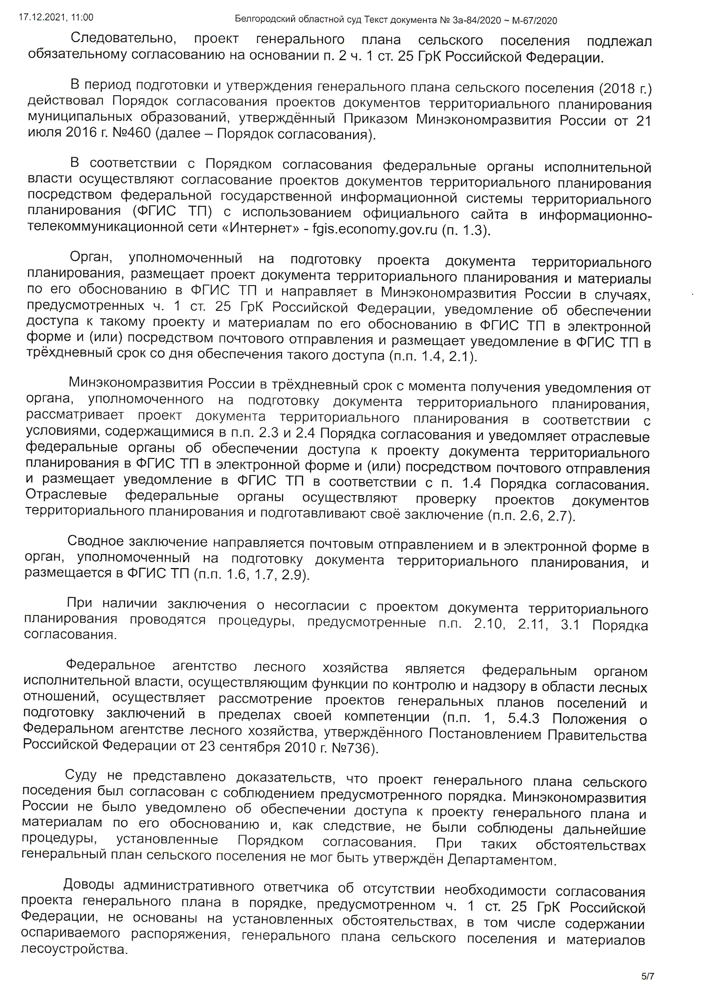 17.12.2021, 11:00
Белгородский областной суд Текст документа № 3а-84/2020 ~ М-67/2020
Следовательно, проект генерального плана сельского поселения подлежал
обязательному согласованию на основании п. 2 ч. 1 ст. 25 ГрК Российской Федерации.
В период подготовки и утверждения генерального плана сельского поселения (2018 г.)
действовал Порядок согласования проектов документов территориального планирования
муниципальных образований, утверждённый Приказом Минэкономразвития России от 21
июля 2016 г. №460 (далее – Порядок согласования).
В соответствии с Порядком согласования федеральные органы исполнительной
власти осуществляют согласование проектов документов территориального планирования
посредством федеральной государственной информационной системы территориального
планирования (ФГИС ТП) с использованием официального сайта в информационно-
телекоммуникационной сети «Интернет» - fgis.economy.gov.ru (п. 1.3).
Орган, уполномоченный на подготовку проекта документа территориального
планирования, размещает проект документа территориального планирования и материалы
по его обоснованию в ФГИС ТП и направляет в Минэкономразвития России в случаях,
предусмотренных ч. 1 ст. 25 ГрК Российской Федерации, уведомление об обеспечении
доступа к такому проекту и материалам по его обоснованию в ФГИС ТП в электронной
форме и (или) посредством почтового отправления и размещает уведомление в ФГИС ТП в
трёхдневный срок со дня обеспечения такого доступа (п.п. 1.4, 2.1).
Минэкономразвития России в трёхдневный срок с момента получения уведомления от
органа, уполномоченного на подготовку документа территориального планирования,
рассматривает проект документа территориального планирования в соответствии с
условиями, содержащимися в п.п. 2.3 и 2.4 Порядка согласования и уведомляет отраслевые
федеральные органы об обеспечении доступа к проекту документа территориального
планирования в ФГИС ТП в электронной форме и (или) посредством почтового отправления
и размещает уведомление в ФГИС ТП в соответствии с п. 1.4 Порядка согласования.
Отраслевые федеральные органы осуществляют проверку проектов документов
территориального планирования и подготавливают своё заключение (п.п. 2.6, 2.7).
Сводное заключение направляется почтовым отправлением и в электронной форме в
орган, уполномоченный на подготовку документа территориального планирования, и
размещается в ФГИС ТП (п.п. 1.6, 1.7, 2.9).
При наличии заключения о несогласии с проектом документа территориального
планирования проводятся процедуры, предусмотренные п.п. 2.10, 2.11, 3.1 Порядка
согласования.
Федеральное агентство лесного хозяйства является федеральным органом
исполнительной власти, осуществляющим функции по контролю и надзору в области лесных
отношений, осуществляет рассмотрение проектов генеральных планов поселений и
подготовку заключений в пределах своей компетенции (п.п. 1, 5.4.3 Положения о
Федеральном агентстве лесного хозяйства, утверждённого Постановлением Правительства
Российской Федерации от 23 сентября 2010 г. №736).
Суду не представлено доказательств, что проект генерального плана сельского
поседения был согласован с соблюдением предусмотренного порядка. Минэкономразвития
России не было уведомлено об обеспечении доступа к проекту генерального плана и
материалам по его обоснованию и, как следствие, не были соблюдены дальнейшие
процедуры, установленные Порядком согласования. При таких обстоятельствах
генеральный план сельского поселения не мог быть утверждён Департаментом.
Доводы административного ответчика об отсутствии необходимости согласования
проекта генерального плана в порядке, предусмотренном ч. 1 ст. 25 ГрК Российской
Федерации, не основаны на установленных обстоятельствах, в том числе содержании
оспариваемого распоряжения, генерального плана сельского поселения и материалов
лесоустройства.
5/7